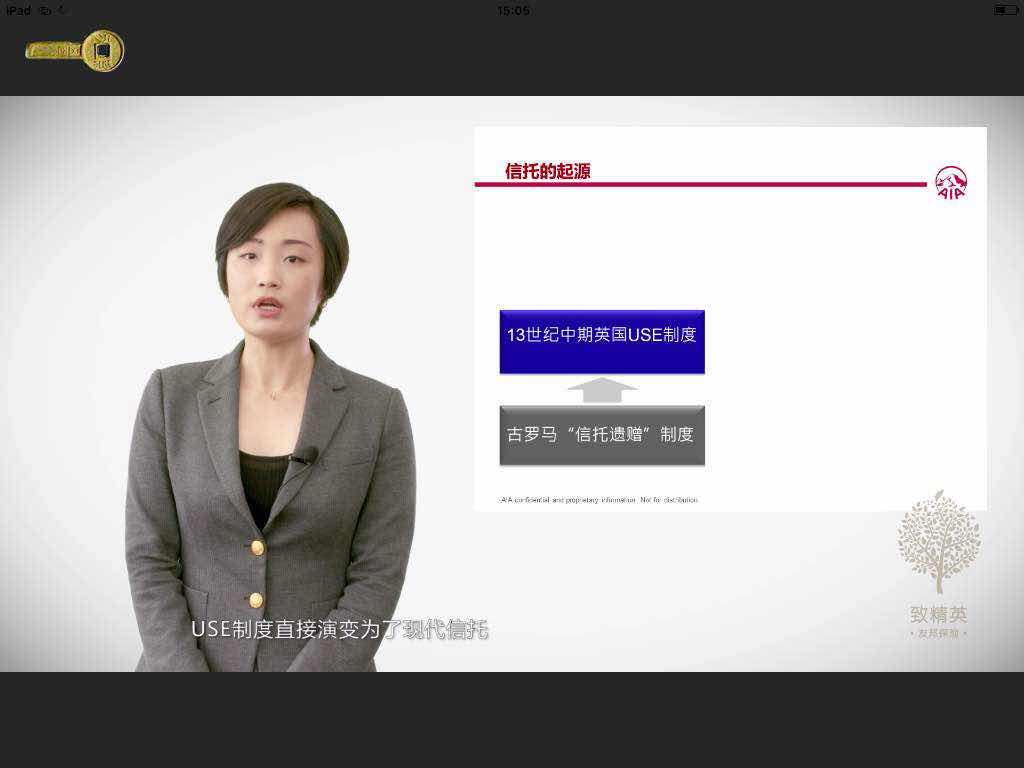 iPad
15:05
信托的起源
AIA
13世纪中期英国USE制度
古罗马“信托遗赠”制度
AIA confidential and proprietary information. Not for distribution.
致精英
·友邦保险·
USE制度直接演变为了现代信托